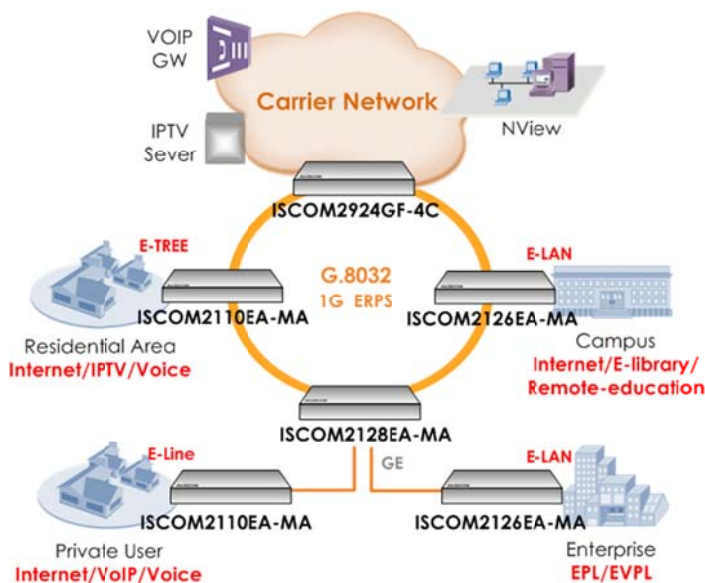 VOIP
GW
Carrier Network
NView
IPTV
Sever
ISCOM2924GF-4C
E-TREE
E-LAN
G.8032
1G ERPS
ISCOM2110EA-MA
ISCOM2126EA-MA
Residential Area
Internet/IPTV/Voice
Campus
Internet/E-library/
Remote-education
ISCOM2128EA-MA
E-Line
GE
E-LAN
ISCOM2110EA-MA
ISCOM2126EA-MA
Private User
Internet/VoIP/Voice
Enterprise
EPL/EVPL